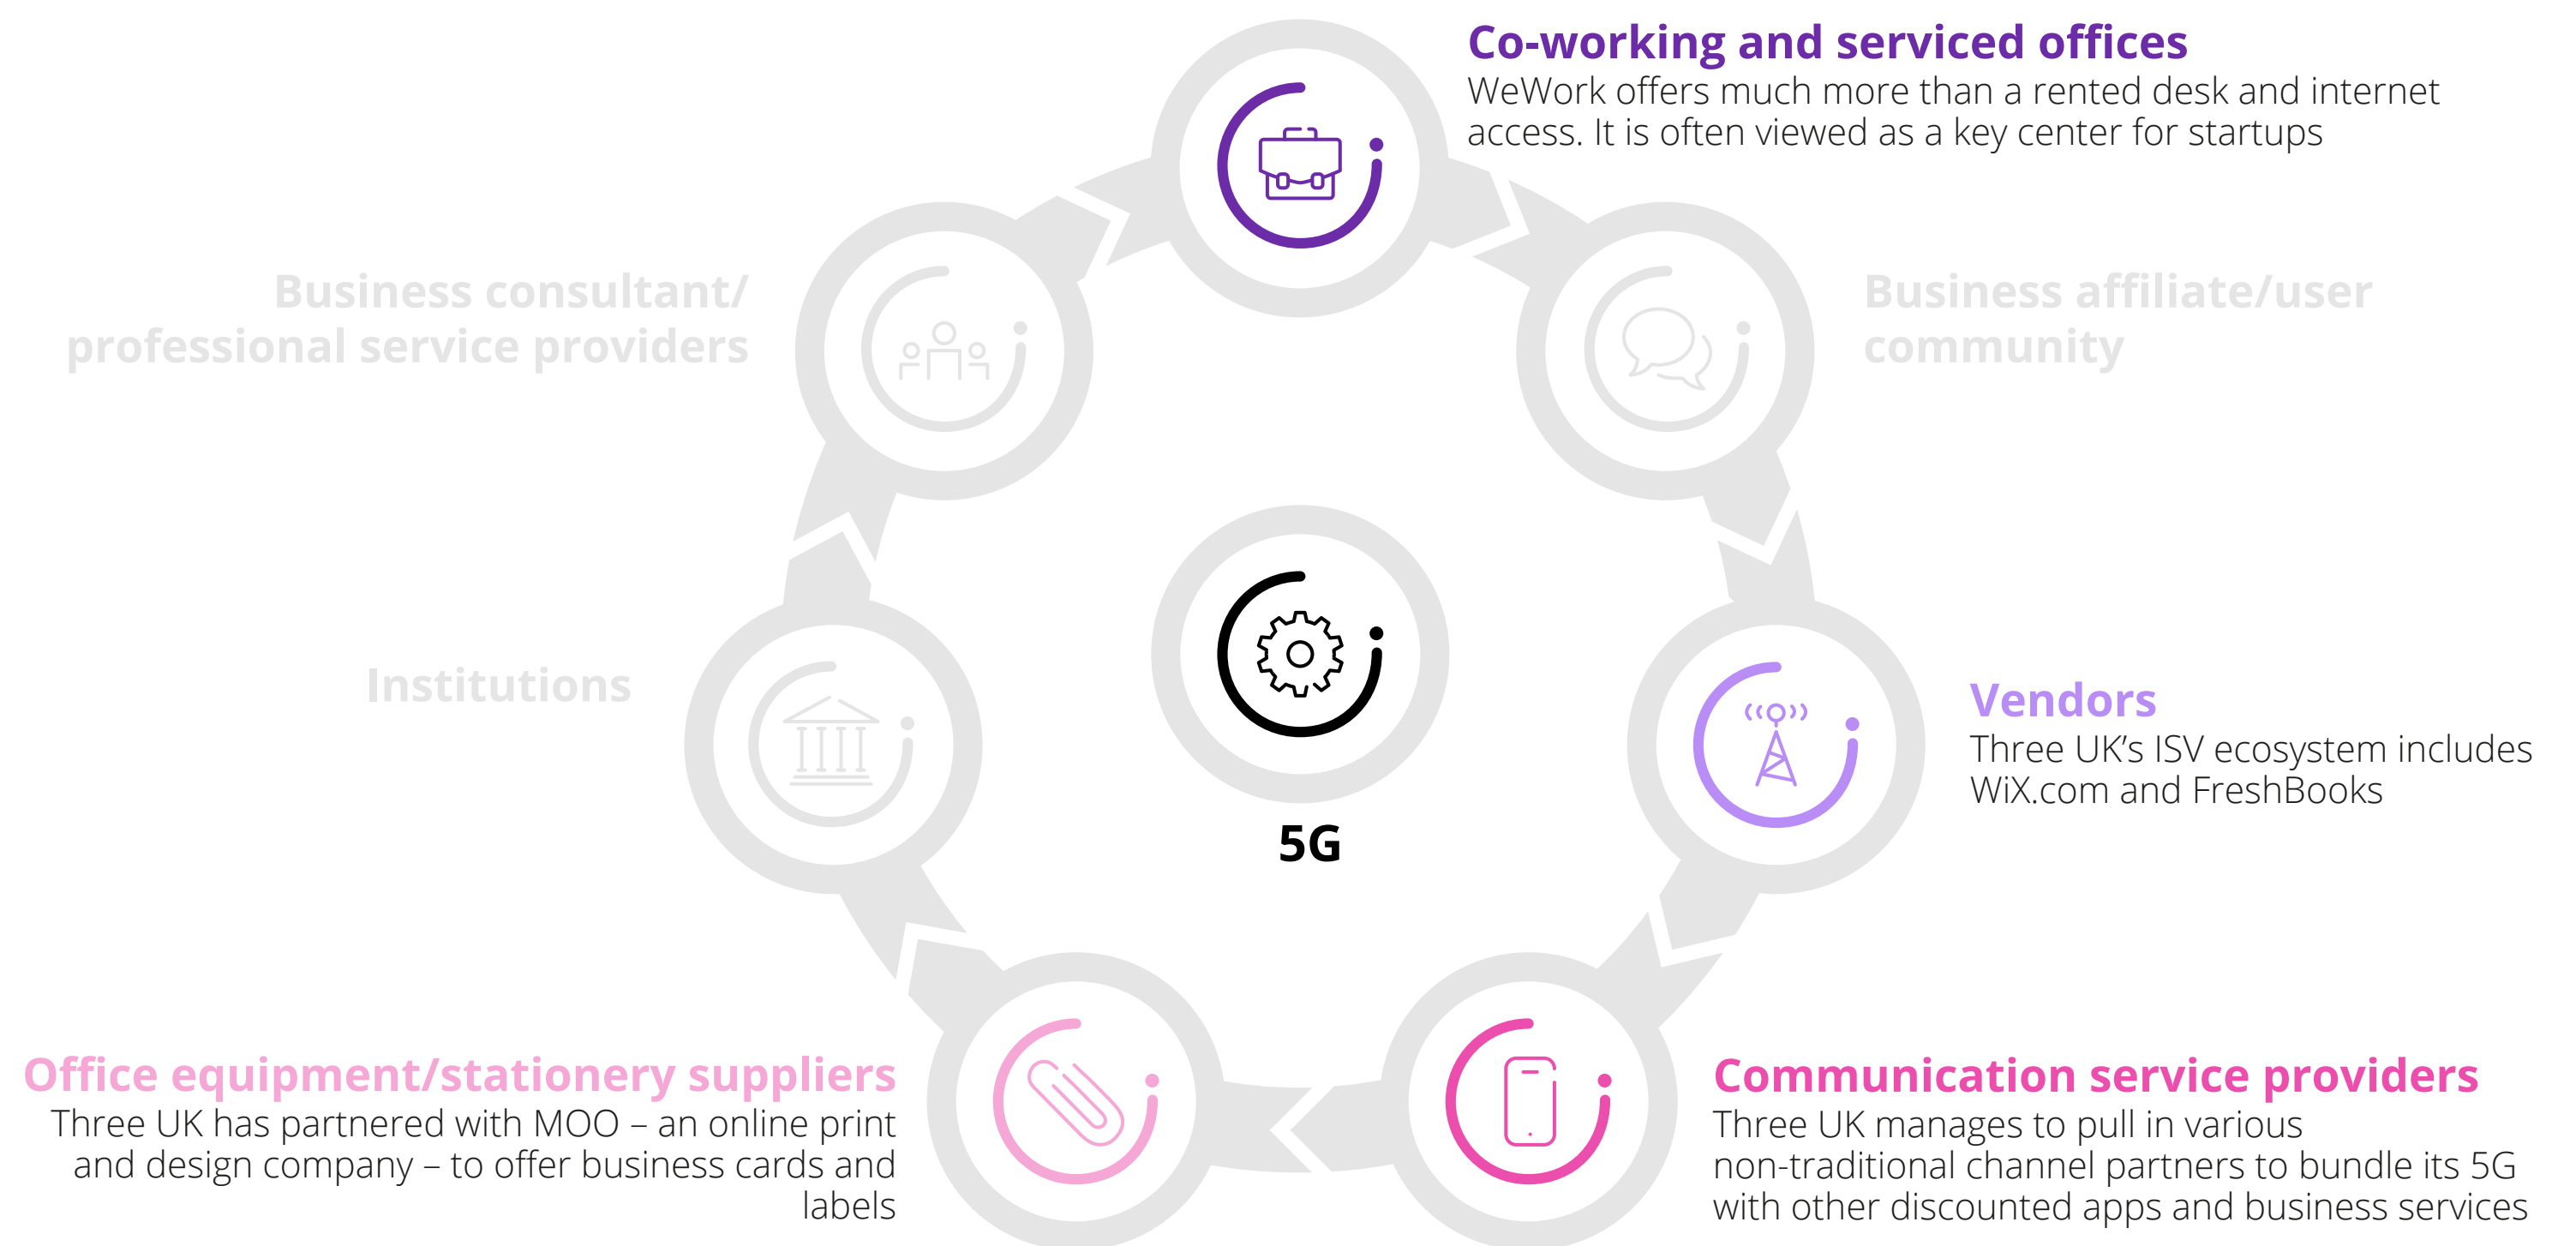 Co-working and serviced offices
WeWork offers much more than a rented desk and internet
access. It is often viewed as a key center for startups
Business consultant/
professional service providers
Business affiliate/user
community
Institutions
5G
Vendors
Three UK’s ISV ecosystem includes
WiX.com and FreshBooks
Office equipment/stationery suppliers
Three UK has partnered with MOO – an online print
and design company – to offer business cards and
labels
Communication service providers
Three UK manages to pull in various
non-traditional channel partners to bundle its 5G
with other discounted apps and business services